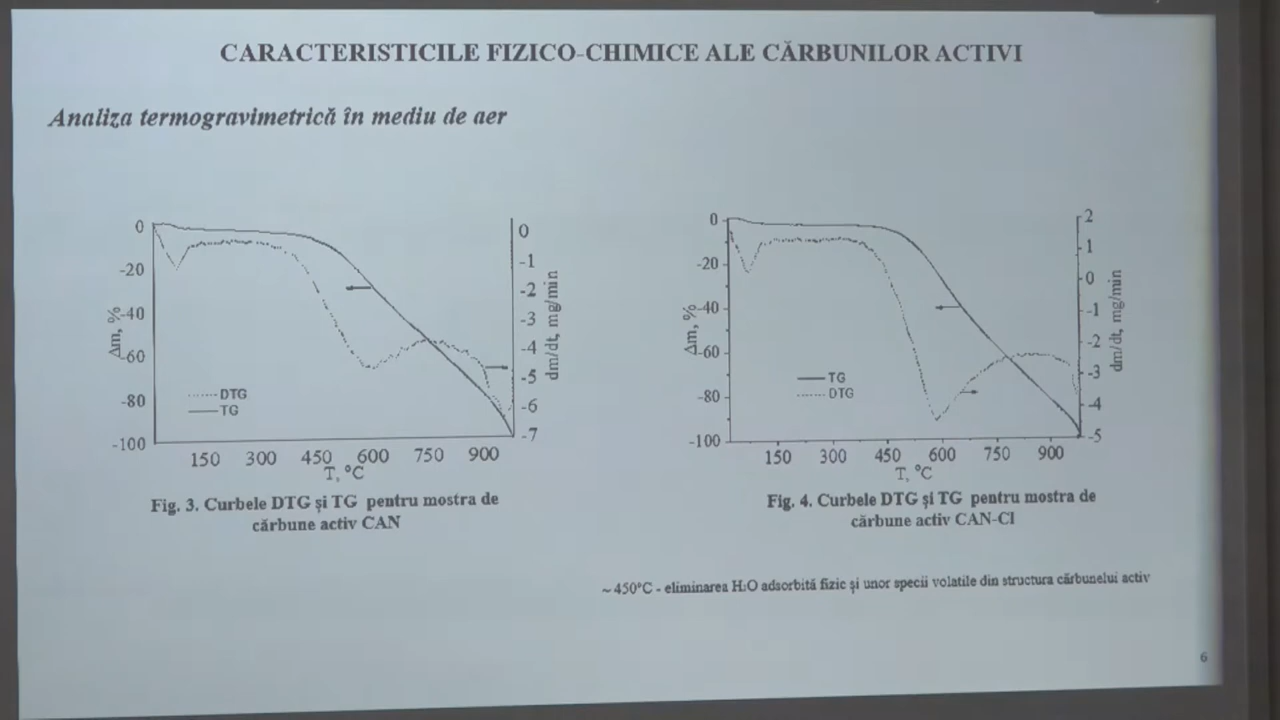 CARACTERISTICILE FIZICO-CHIMICE ALE CĂRBUNILOR ACTIVI
Analiza termogravimetrică în mediu de aer
0
-20
-40
-60
-80
-100
Δm, %
0
-1
-2
-3
-4
-5
-6
-7
dm/dt, mg/min
DTG
TG
150 300 450 600 750 900
T, °C
Fig. 3. Curbele DTG și TG pentru mostra de
cărbune activ CAN
0
-20
-40
-60
-80
-100
Δm, %
2
1
0
-1
-2
-3
-4
-5
dm/dt, mg/min
TG
DTG
150 300 450 600 750 900
T, °C
Fig. 4. Curbele DTG și TG pentru mostra de
cărbune activ CAN-Cl
~ 450°C - eliminarea H₂O adsorbită fizic și unor specii volatile din structura cărbunelui activ
6